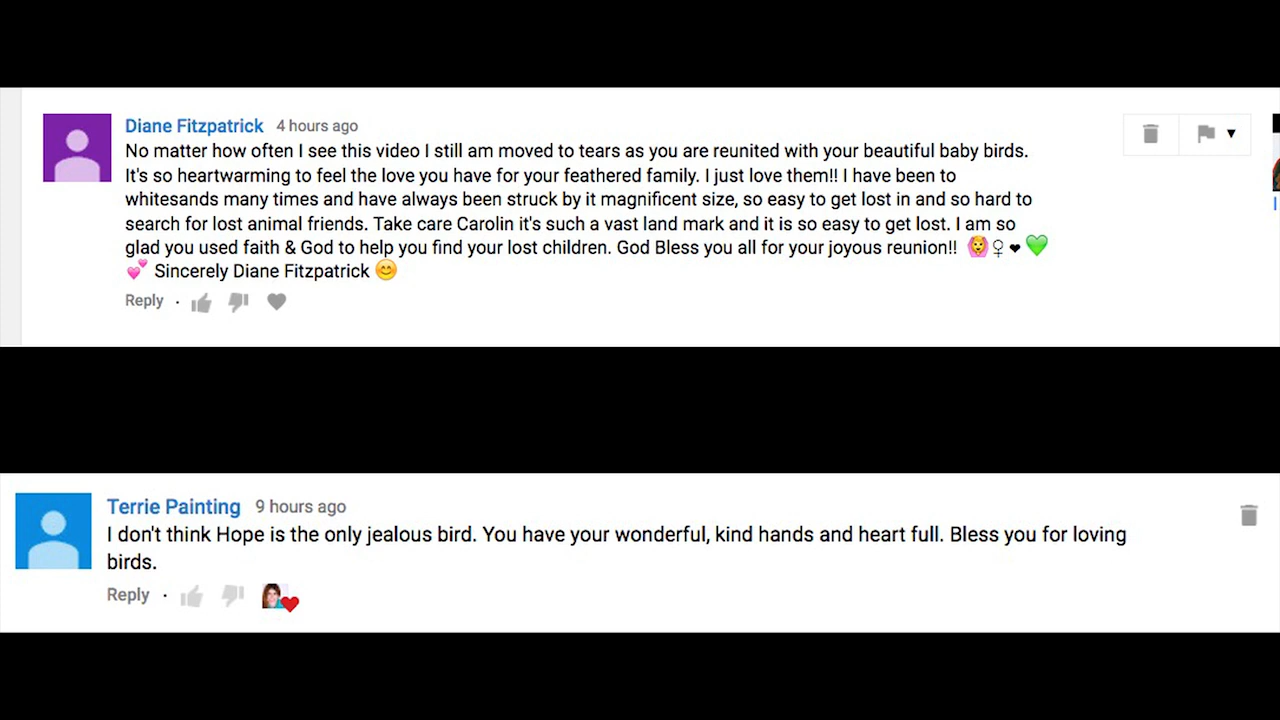 Diane Fitzpatrick 4 hours ago
No matter how often I see this video I still am moved to tears as you are reunited with your beautiful baby birds.
It's so heartwarming to feel the love you have for your feathered family. I just love them!! I have been to
whitesands many times and have always been struck by it magnificent size, so easy to get lost in and so hard to
search for lost animal friends. Take care Carolin it's such a vast land mark and it is so easy to get lost. I am so
glad you used faith & God to help you find your lost children. God Bless you all for your joyous reunion!! 🙆♀❤💚
💕 Sincerely Diane Fitzpatrick 😊
Reply ·
Terrie Painting 9 hours ago
I don't think Hope is the only jealous bird. You have your wonderful, kind hands and heart full. Bless you for loving
birds.
Reply ·